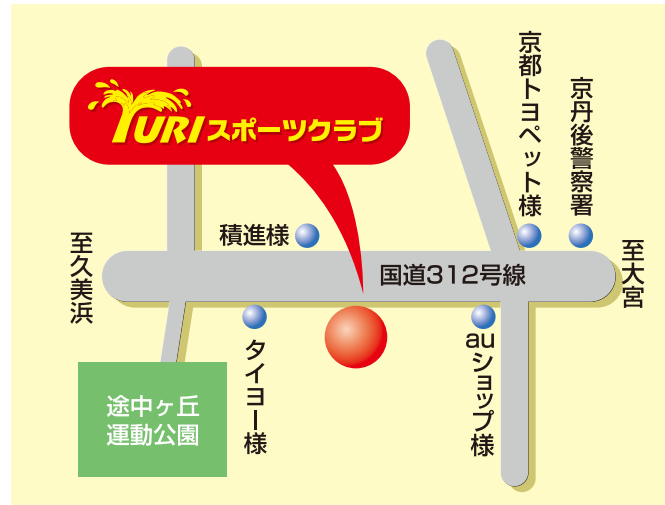 YURIスポーツクラブ
京都トヨペット様
京丹後警察署
積進様
至久美浜
国道312号線
至大宮
タイヨー様
auショップ様
途中ヶ丘
運動公園